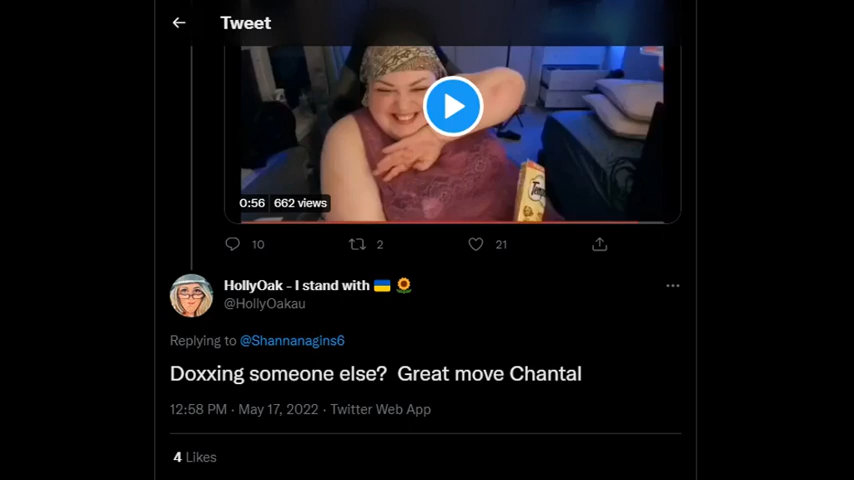 Tweet
0:56 662 views
10 2 21
HollyOak - I stand with 🇺🇦 🌻
@HollyOakau
Replying to @Shannanagins6
Doxxing someone else? Great move Chantal
12:58 PM · May 17, 2022 · Twitter Web App
4 Likes